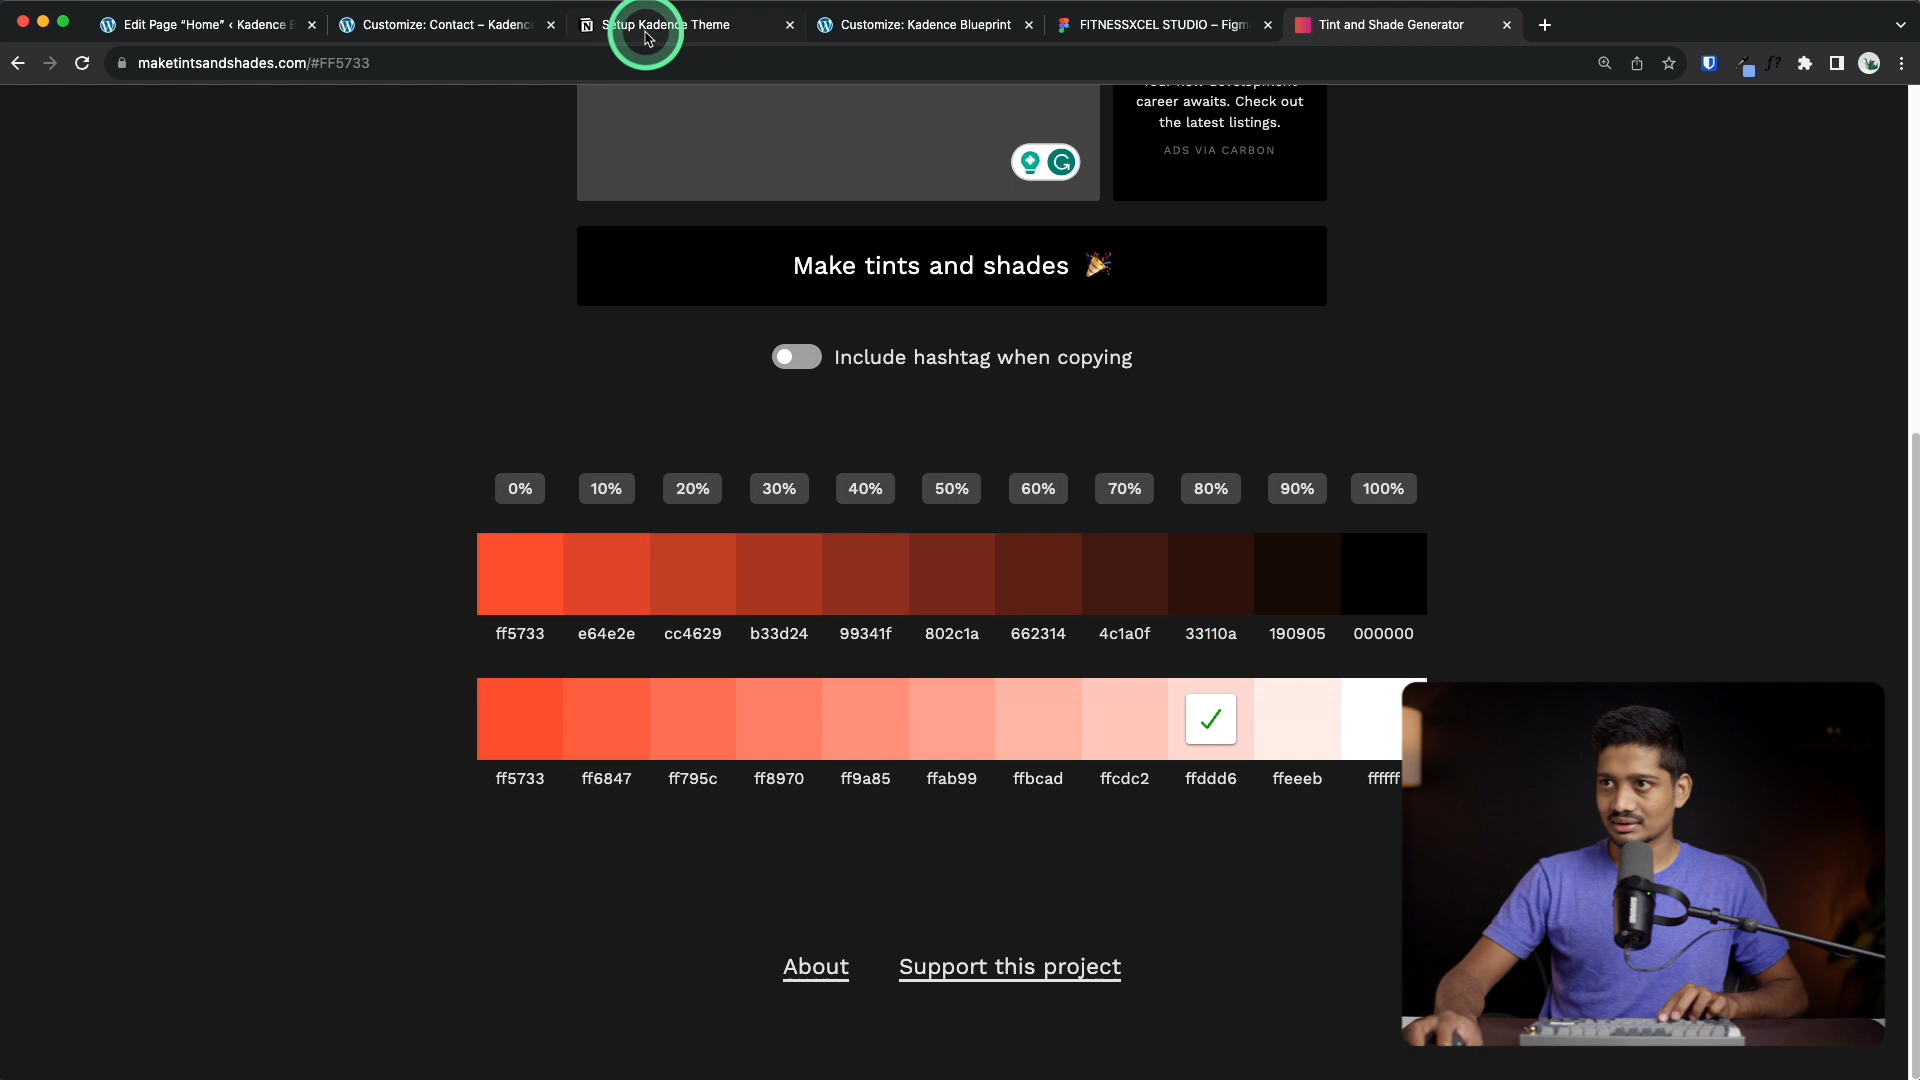 Edit Page “Home” ‹ Kadence B
Customize: Contact – Kadence
Setup Kadence Theme
Customize: Kadence Blueprint
FITNESSXCEL STUDIO – Figm
Tint and Shade Generator
maketintsandshades.com/#FF5733
career awaits. Check out
the latest listings.
ADS VIA CARBON
Make tints and shades
Include hashtag when copying
0% 10% 20% 30% 40% 50% 60% 70% 80% 90% 100%
ff5733 e64e2e cc4629 b33d24 99341f 802c1a 662314 4c1a0f 33110a 190905 000000
ff5733 ff6847 ff795c ff8970 ff9a85 ffab99 ffbcad ffcdc2 ffddd6 ffeeeb ffffff
About Support this project